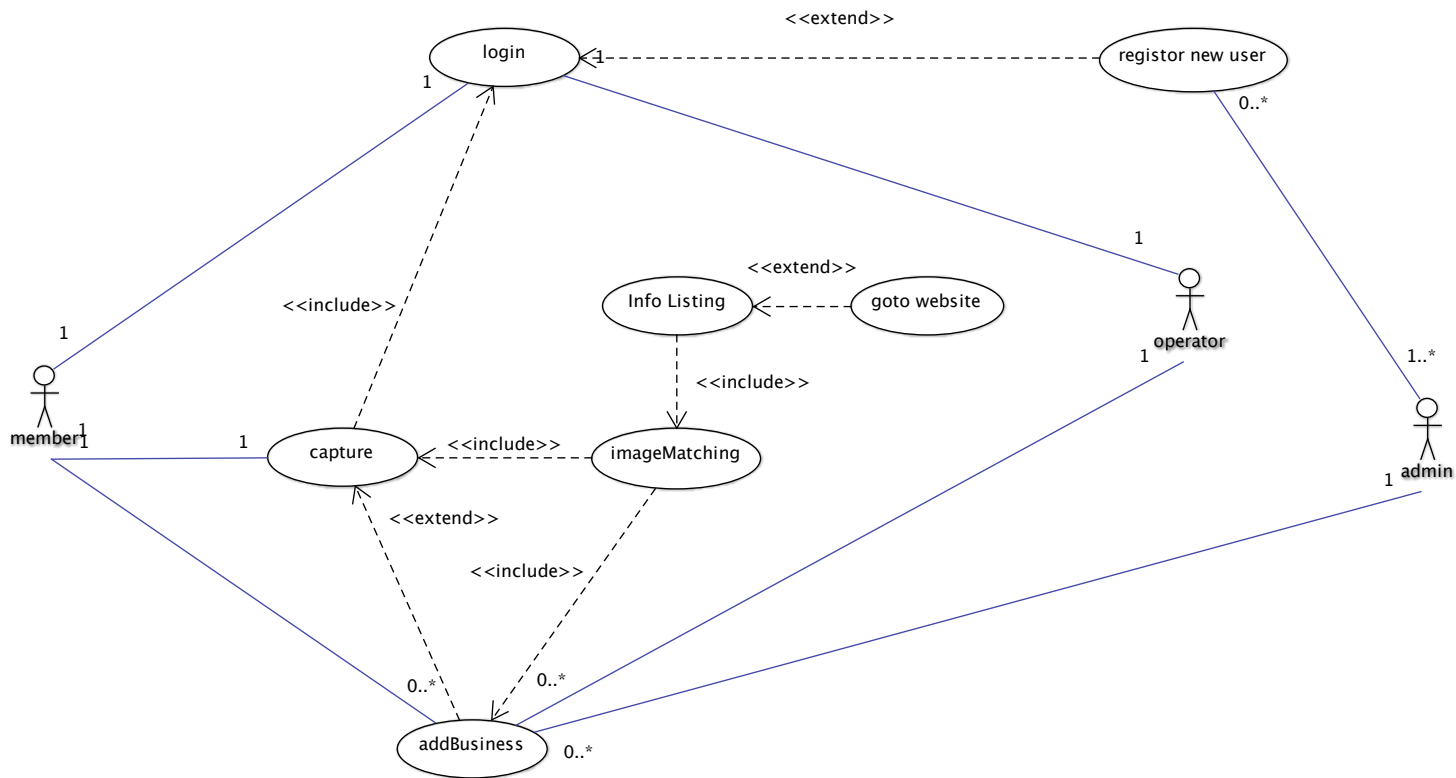 <<extend>>
login
1
registor new user
1
0..*
1
<<extend>>
Info Listing
goto website
<<include>>
1
operator
1
1..*
<<include>>
member
1
1
1
capture
<<include>>
imageMatching
admin
1
<<extend>>
<<include>>
0..*
0..*
addBusiness
0..*